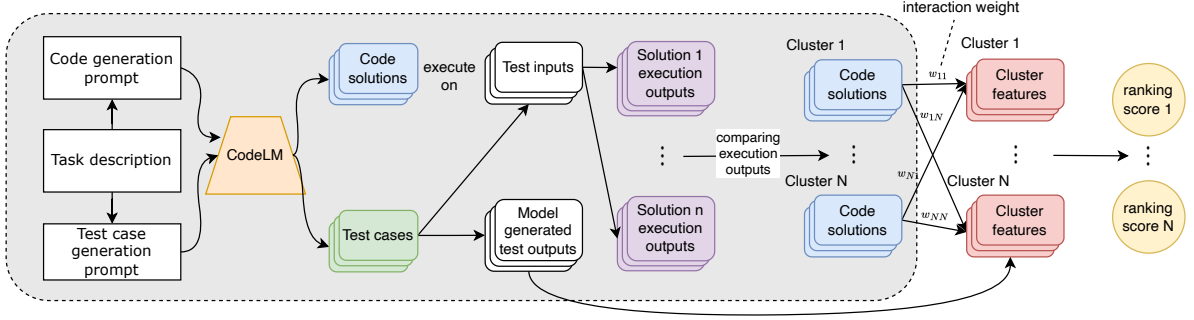 Code generation
prompt
Task description
Test case
generation
prompt
CodeLM
Code
solutions
execute
on
Test cases
Test inputs
Model
generated
test outputs
Solution 1
execution
outputs
⋮
Solution n
execution
outputs
comparing
execution
outputs
Cluster 1
Code
solutions
⋮
Cluster N
Code
solutions
interaction weight
w11
w1N
wN1
wNN
Cluster 1
Cluster
features
⋮
Cluster N
Cluster
features
ranking
score 1
⋮
ranking
score N